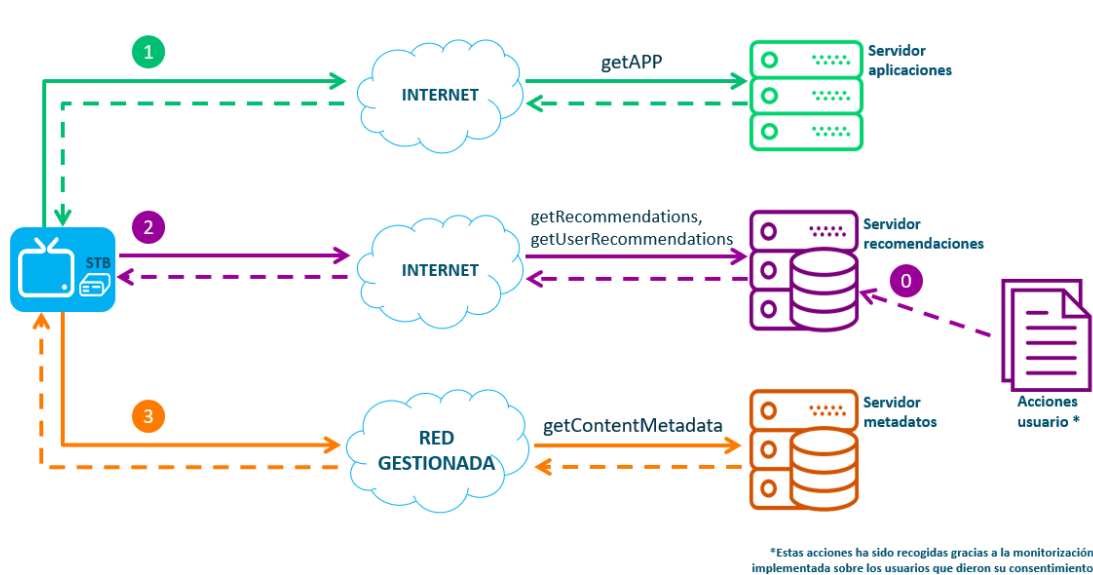 1
INTERNET
getAPP
Servidor
aplicaciones
2
INTERNET
getRecommendations,
getUserRecommendations
Servidor
recomendaciones
0
STB
3
RED
GESTIONADA
getContentMetadata
Servidor
metadatos
Acciones
usuario *
*Estas acciones ha sido recogidas gracias a la monitorización
implementada sobre los usuarios que dieron su consentimiento